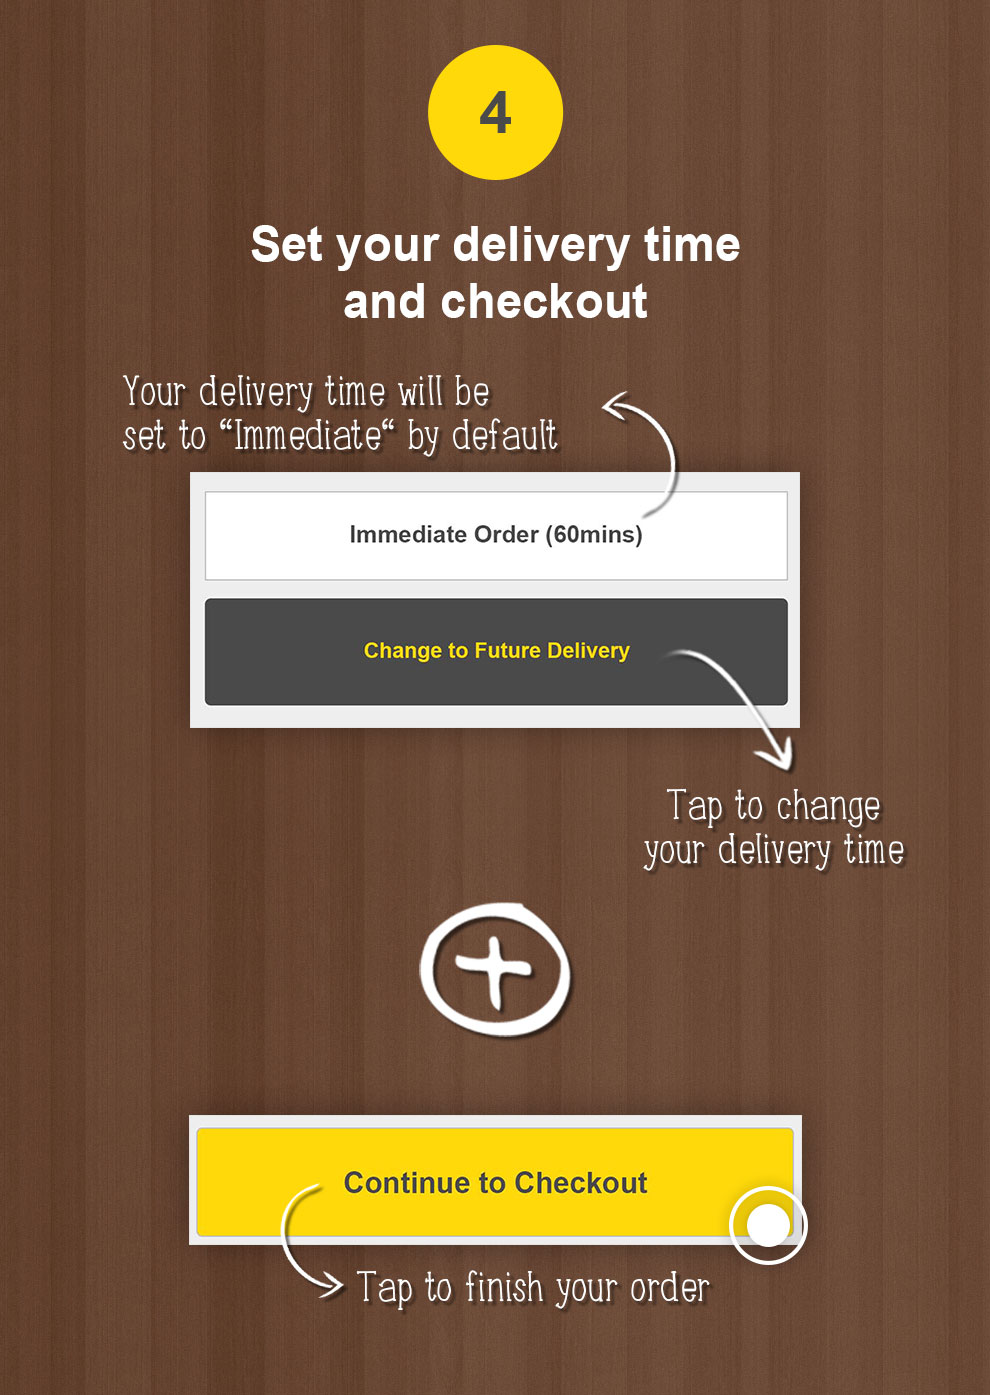 4
Set your delivery time
and checkout
Your delivery time will be
set to “Immediate“ by default
Immediate Order (60mins)
Change to Future Delivery
Tap to change
your delivery time
+
Continue to Checkout
Tap to finish your order